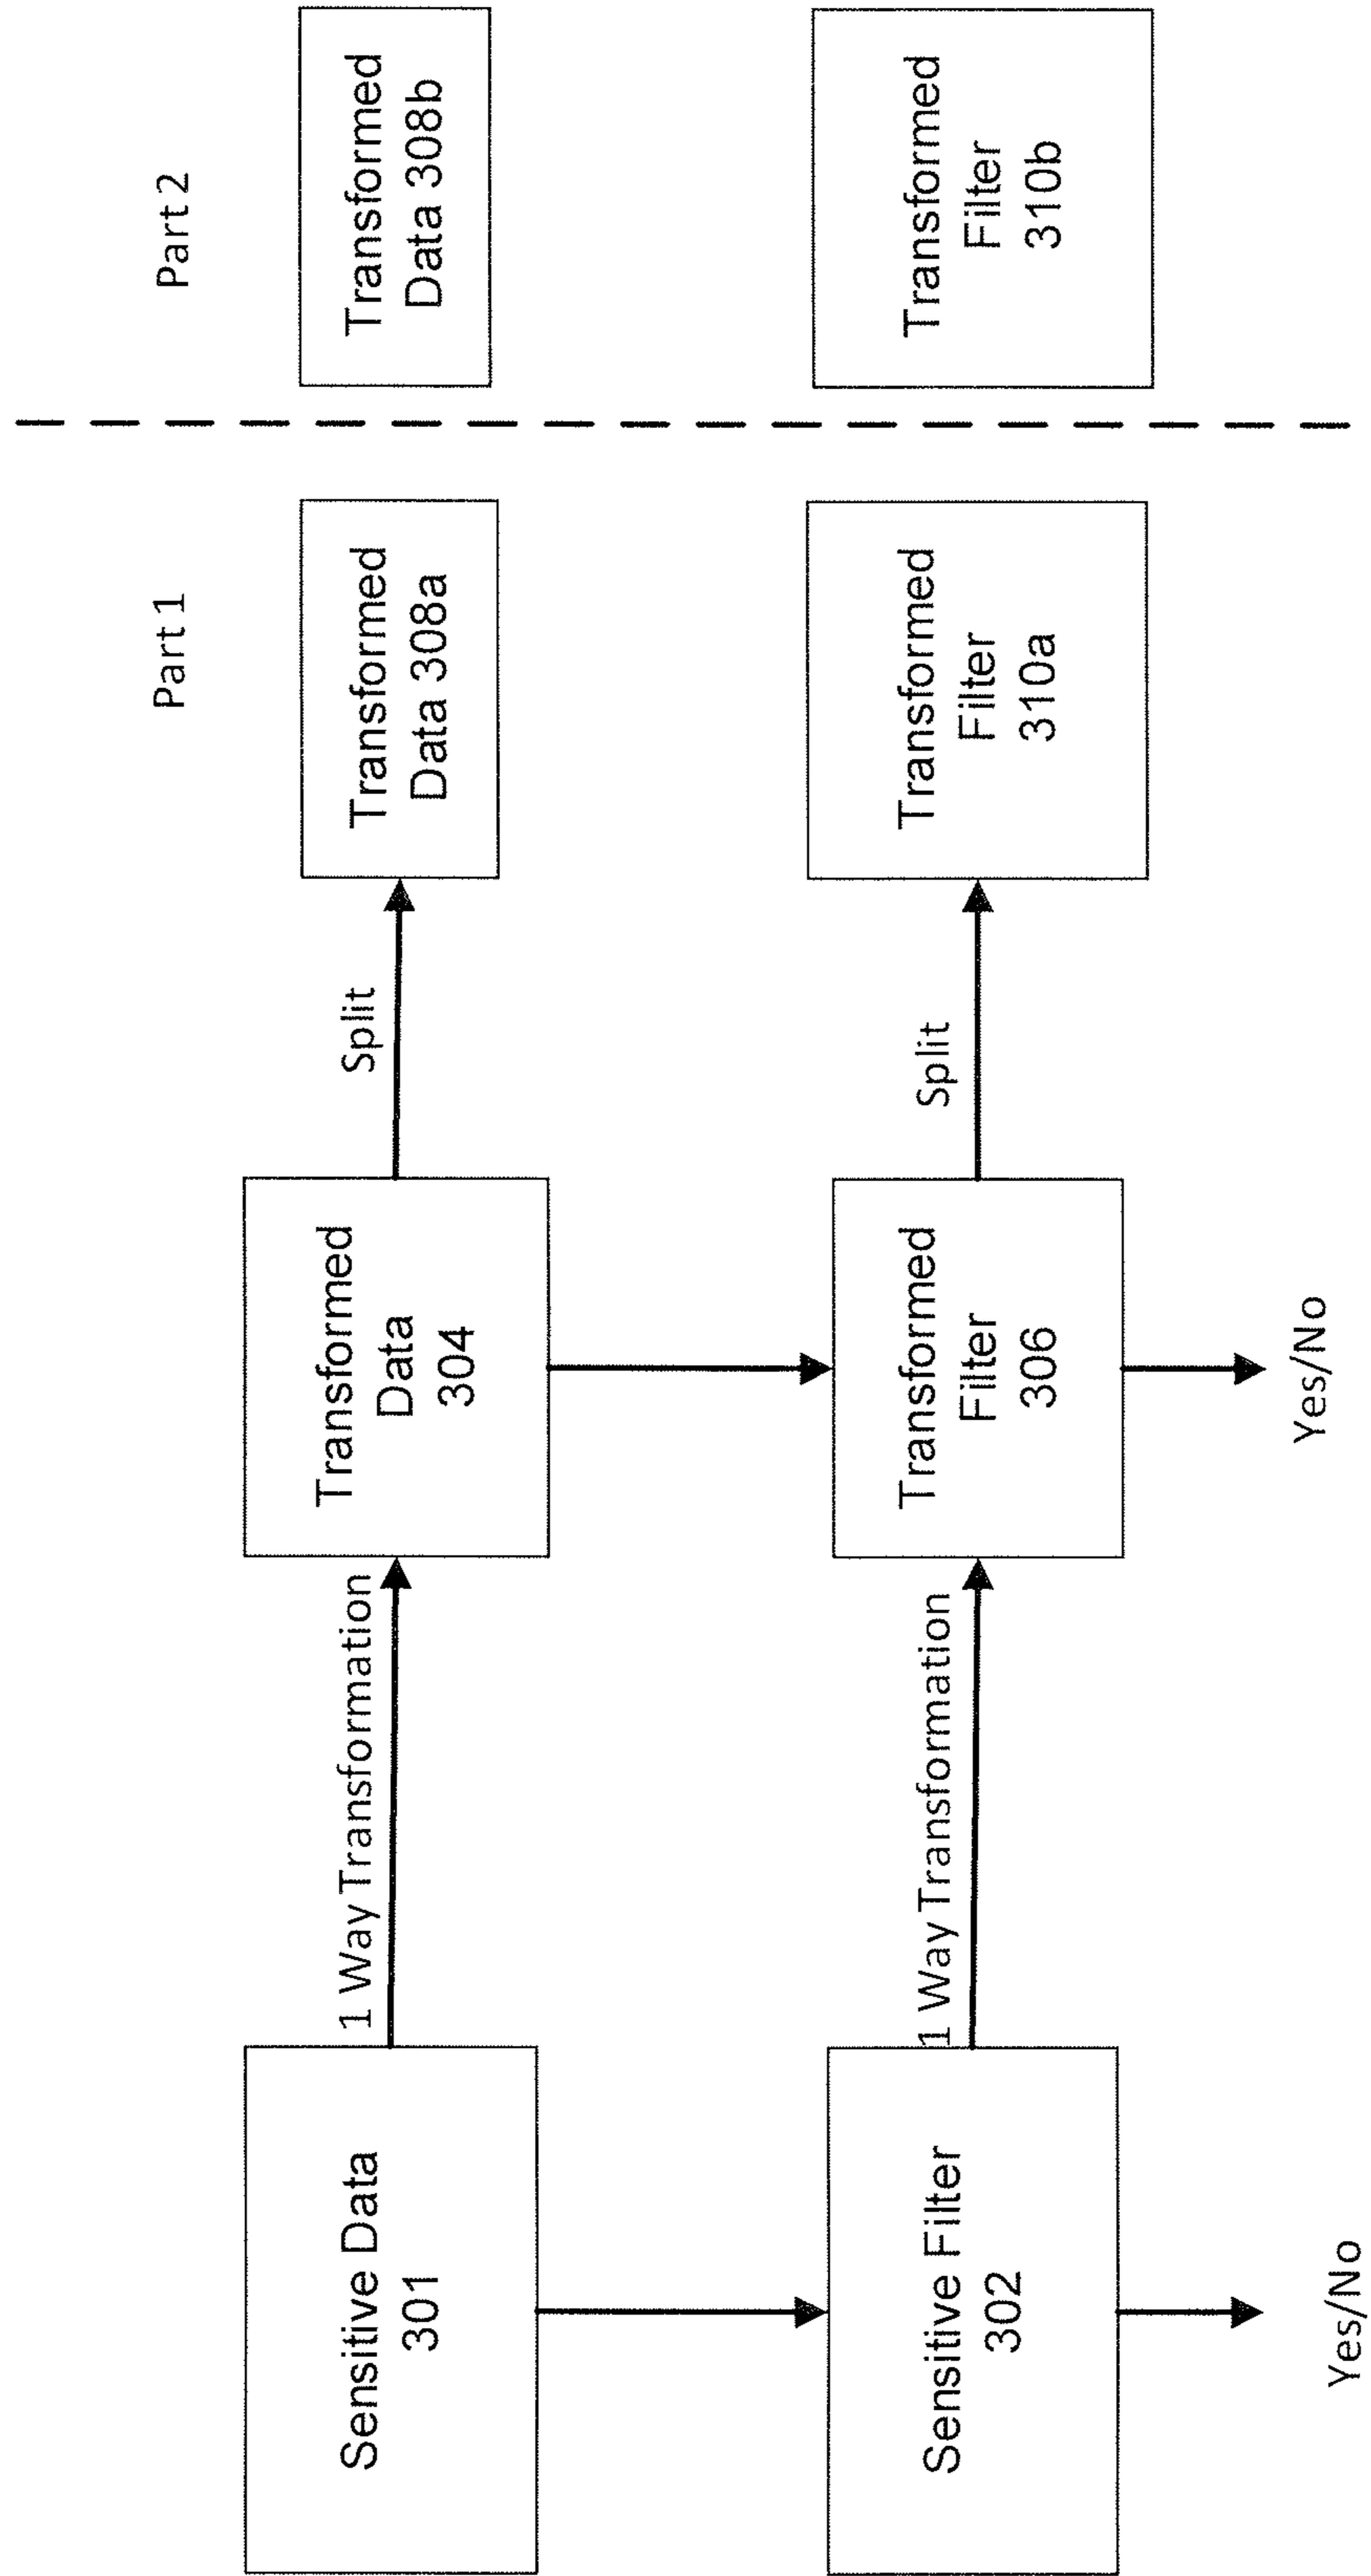 Part 1
Part 2
Sensitive Data
301
1 Way Transformation
Transformed
Data
304
Split
Transformed
Data 308a
Transformed
Data 308b
Sensitive Filter
302
1 Way Transformation
Transformed
Filter
306
Split
Transformed
Filter
310a
Transformed
Filter
310b
Yes/No
Yes/No